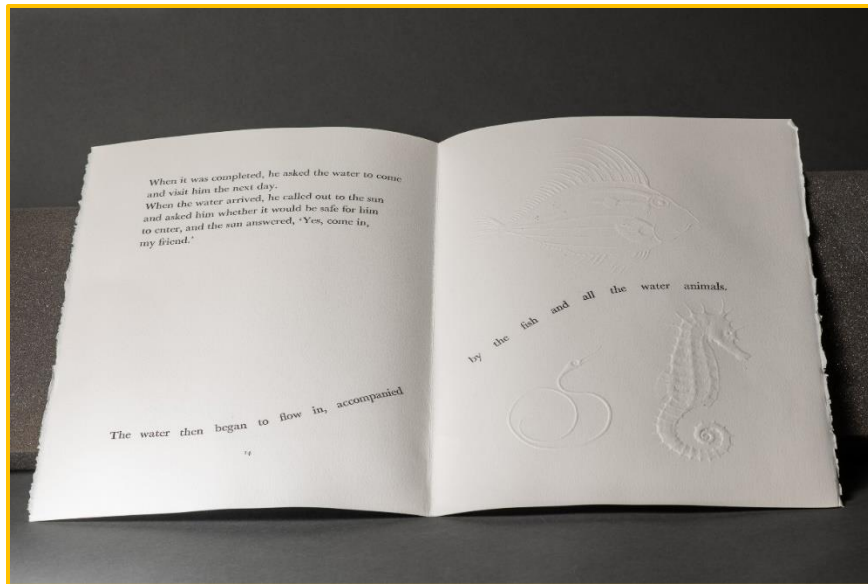 When it was completed, he asked the water to come
and visit him the next day.
When the water arrived, he called out to the sun
and asked him whether it would be safe for him
to enter, and the sun answered, ‘Yes, come in,
my friend.’
The water then began to flow in, accompanied
by the fish and all the water animals.